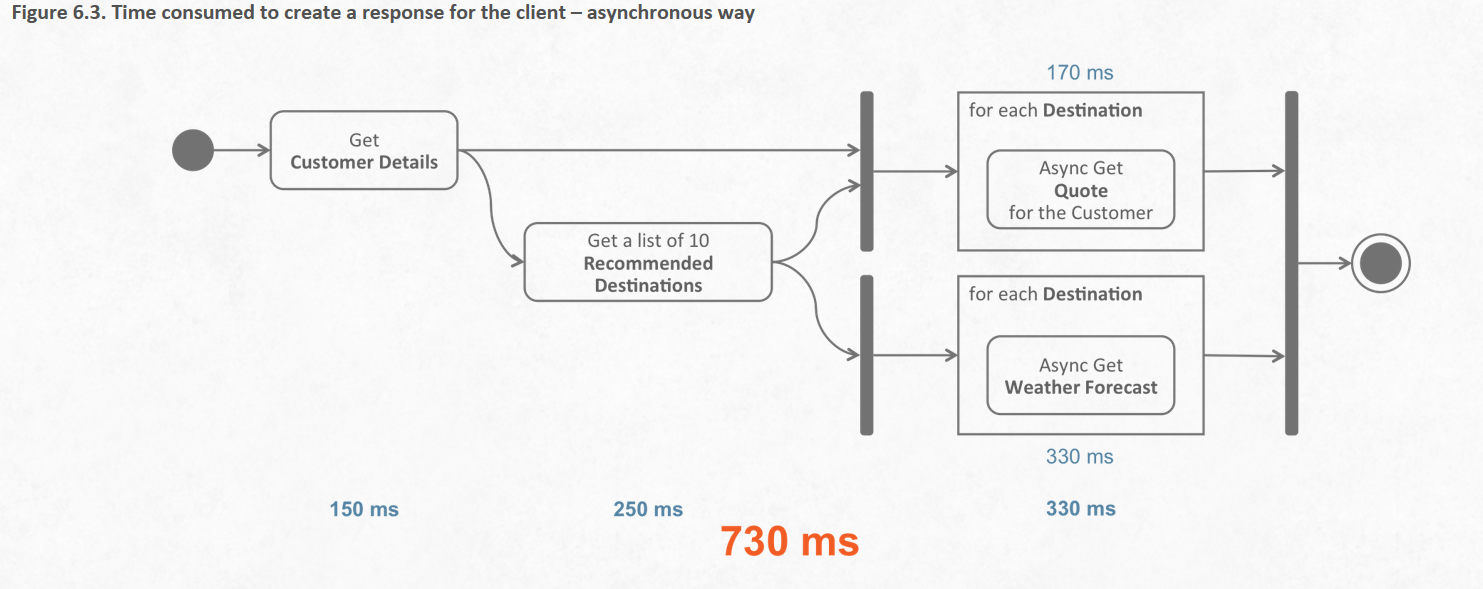 Figure 6.3. Time consumed to create a response for the client – asynchronous way
170 ms
for each Destination
Get
Customer Details
Async Get
Quote
for the Customer
Get a list of 10
Recommended
Destinations
for each Destination
Async Get
Weather Forecast
330 ms
150 ms
250 ms
330 ms
730 ms